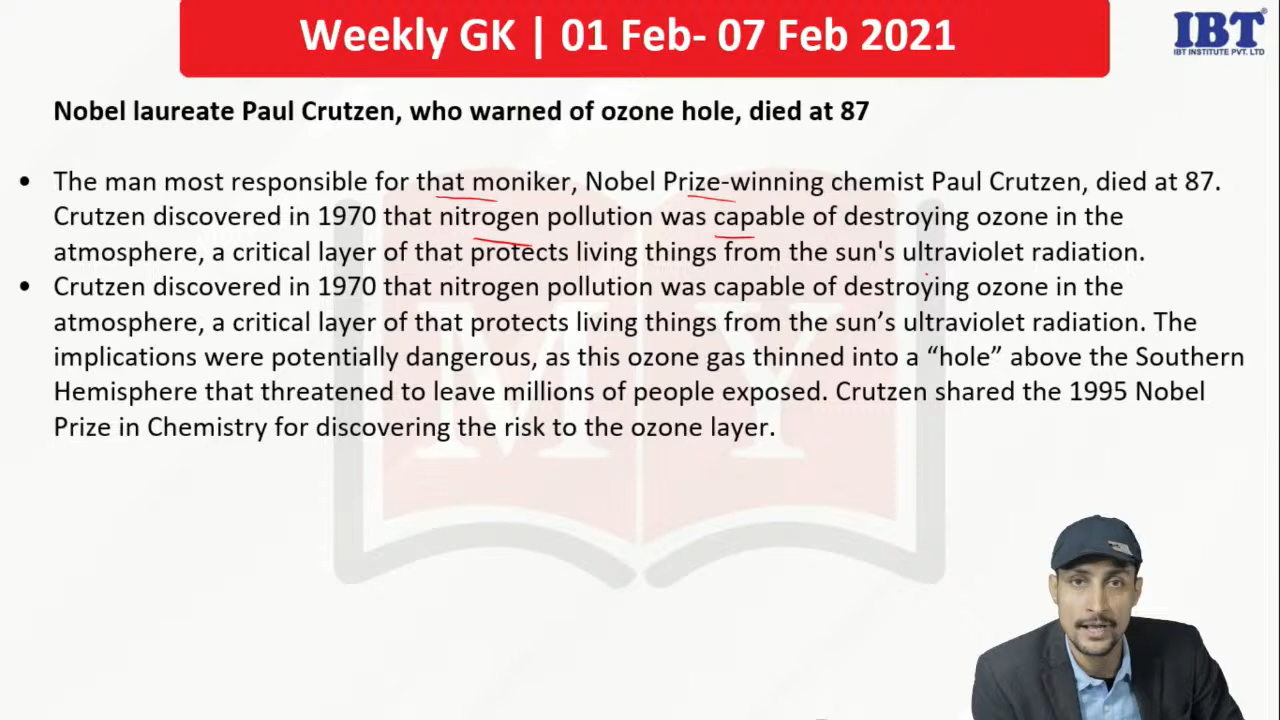 Weekly GK | 01 Feb- 07 Feb 2021
IBT
IBT INSTITUTE PVT. LTD
Nobel laureate Paul Crutzen, who warned of ozone hole, died at 87
• The man most responsible for that moniker, Nobel Prize-winning chemist Paul Crutzen, died at 87.
Crutzen discovered in 1970 that nitrogen pollution was capable of destroying ozone in the
atmosphere, a critical layer of that protects living things from the sun's ultraviolet radiation.
• Crutzen discovered in 1970 that nitrogen pollution was capable of destroying ozone in the
atmosphere, a critical layer of that protects living things from the sun’s ultraviolet radiation. The
implications were potentially dangerous, as this ozone gas thinned into a “hole” above the Southern
Hemisphere that threatened to leave millions of people exposed. Crutzen shared the 1995 Nobel
Prize in Chemistry for discovering the risk to the ozone layer.
M Y